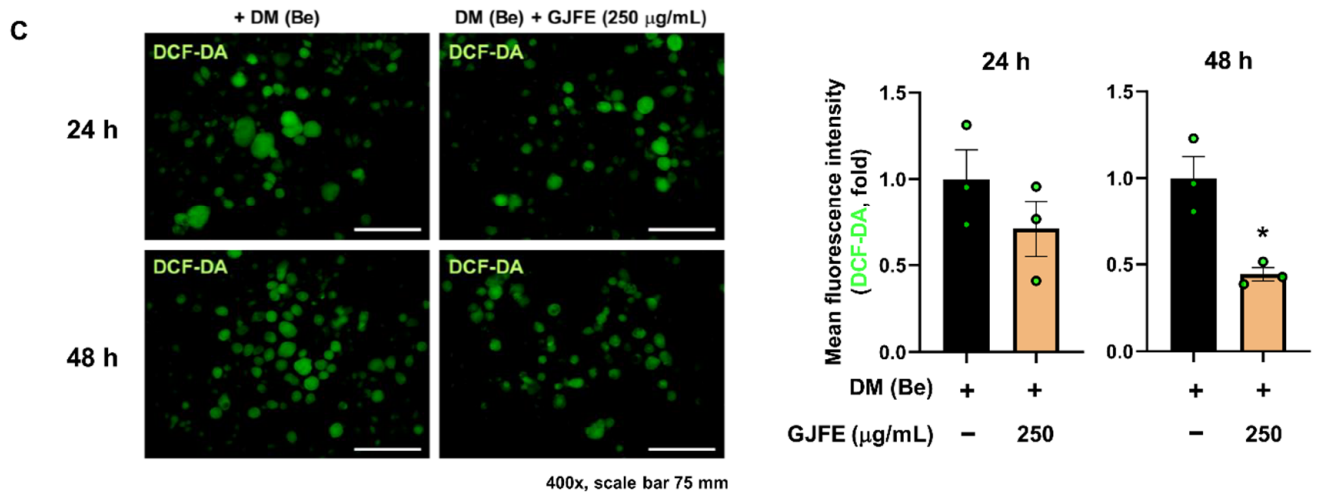 C
+ DM (Be)
DM (Be) + GJFE (250 μg/mL)
DCF-DA
DCF-DA
24 h
DCF-DA
DCF-DA
48 h
400x, scale bar 75 mm
24 h
48 h
Mean fluorescence intensity
(DCF-DA, fold)
1.5
1.0
0.5
0.0
1.5
1.0
0.5
0.0
*
DM (Be) + + + +
GJFE (μg/mL) − 250 − 250